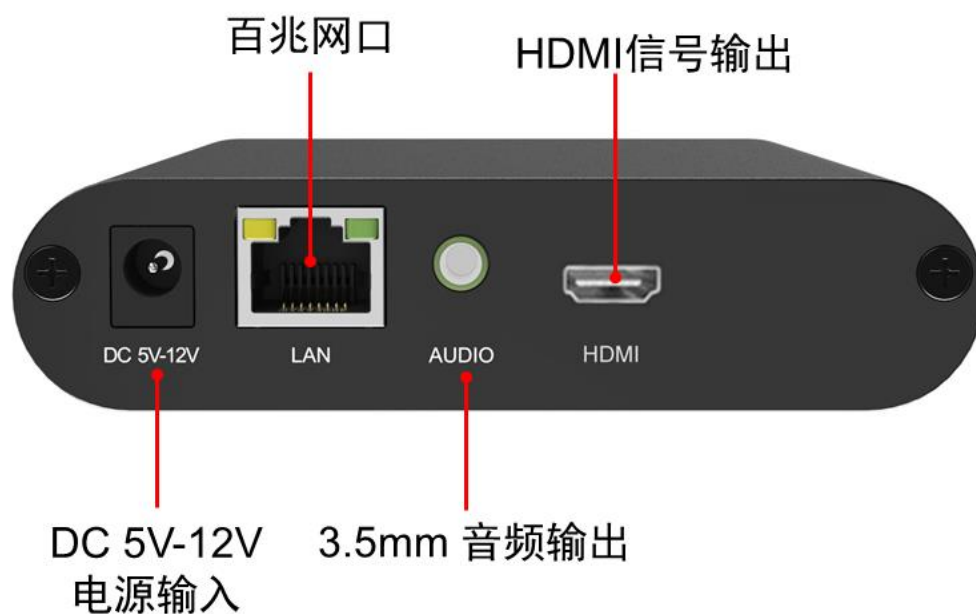 百兆网口
HDMI信号输出
DC 5V-12V
LAN
AUDIO
HDMI
DC 5V-12V
电源输入
3.5mm 音频输出